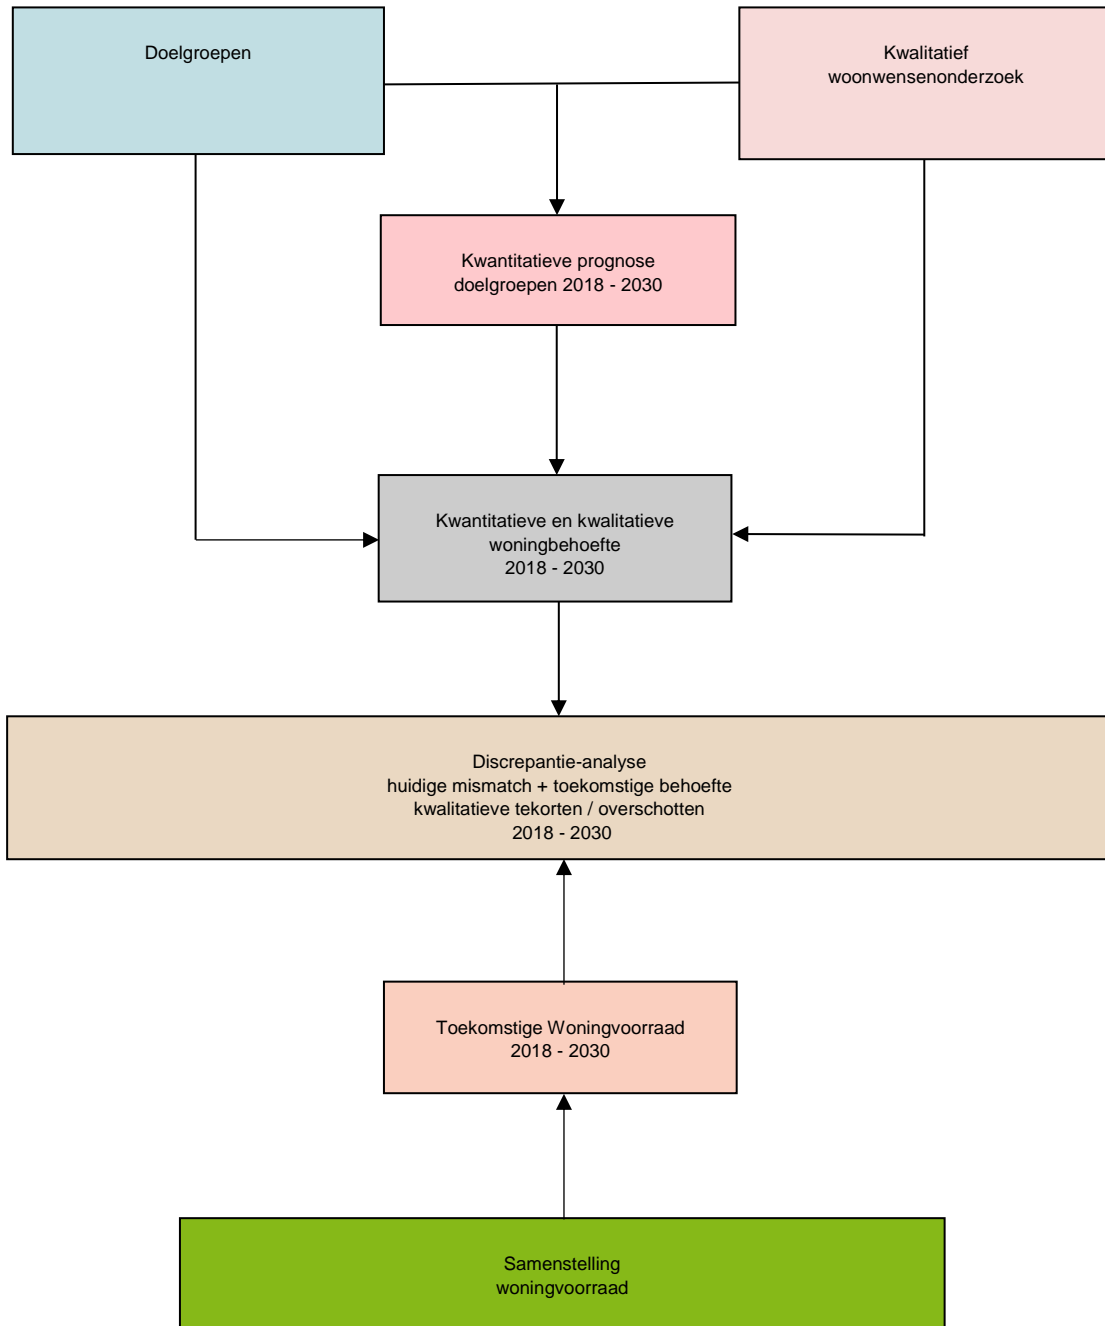 Doelgroepen
Kwalitatief
woonwensenonderzoek
Kwantitatieve prognose
doelgroepen 2018 - 2030
Kwantitatieve en kwalitatieve
woningbehoefte
2018 - 2030
Discrepantie-analyse
huidige mismatch + toekomstige behoefte
kwalitatieve tekorten / overschotten
2018 - 2030
Toekomstige Woningvoorraad
2018 - 2030
Samenstelling
woningvoorraad